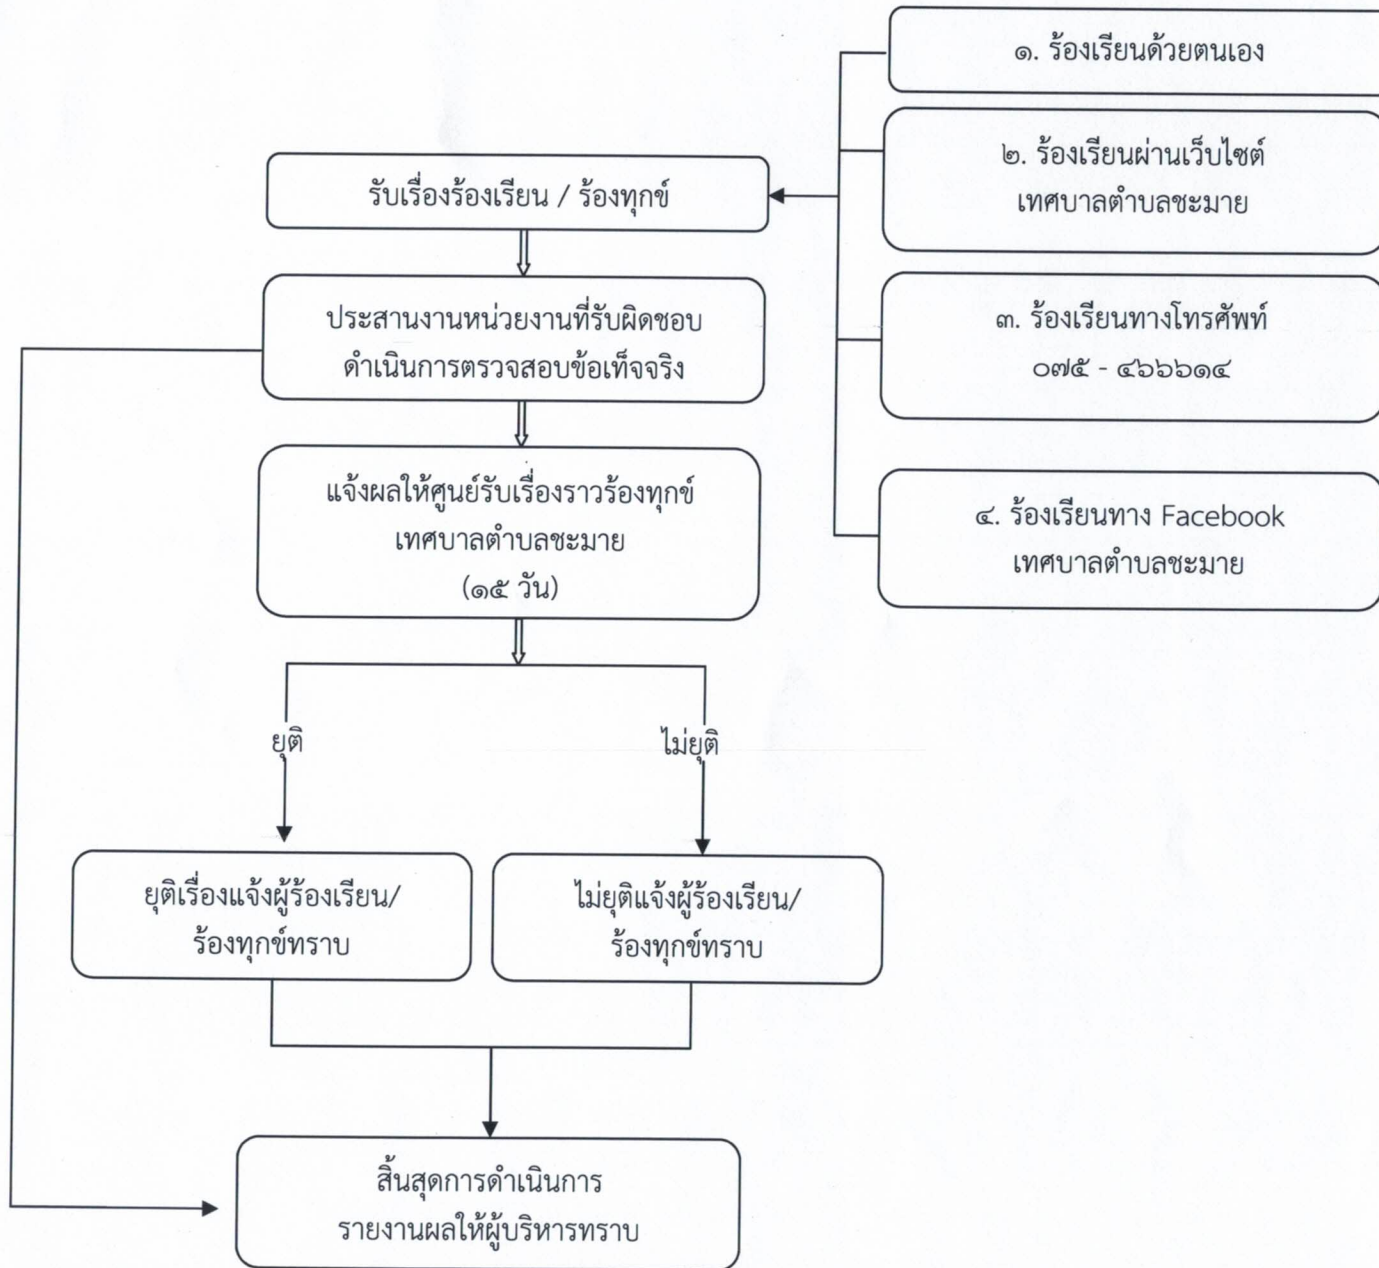 ๑. ร้องเรียนด้วยตนเอง
๒. ร้องเรียนผ่านเว็บไซต์
เทศบาลตำบลชะมาย
๓. ร้องเรียนทางโทรศัพท์
๐๗๕ - ๔๖๖๖๑๔
๔. ร้องเรียนทาง Facebook
เทศบาลตำบลชะมาย
รับเรื่องร้องเรียน / ร้องทุกข์
ประสานงานหน่วยงานที่รับผิดชอบ
ดำเนินการตรวจสอบข้อเท็จจริง
แจ้งผลให้ศูนย์รับเรื่องราวร้องทุกข์
เทศบาลตำบลชะมาย
(๑๕ วัน)
ยุติ
ไม่ยุติ
ยุติเรื่องแจ้งผู้ร้องเรียน/
ร้องทุกข์ทราบ
ไม่ยุติแจ้งผู้ร้องเรียน/
ร้องทุกข์ทราบ
สิ้นสุดการดำเนินการ
รายงานผลให้ผู้บริหารทราบ